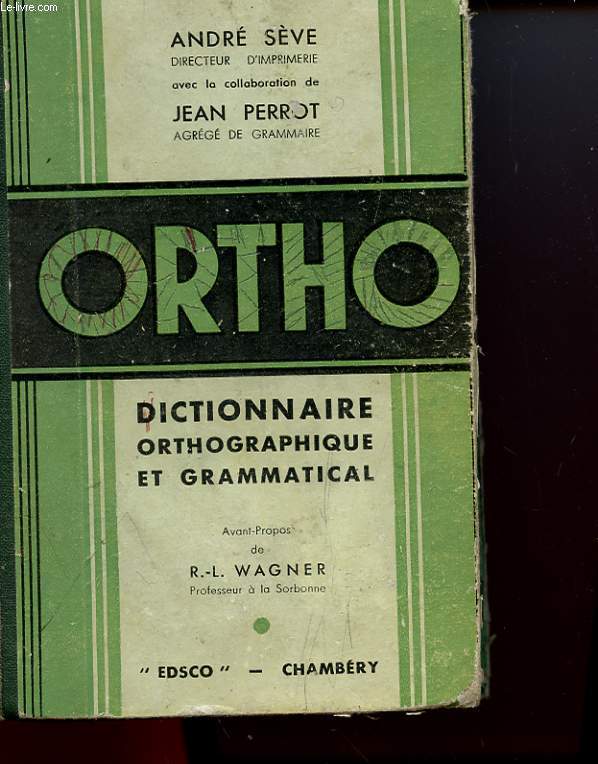 Le-livre.com
ANDRÉ SÈVE
DIRECTEUR D'IMPRIMERIE
avec la collaboration de
JEAN PERROT
AGRÉGÉ DE GRAMMAIRE
ORTHO
DICTIONNAIRE
ORTHOGRAPHIQUE
ET GRAMMATICAL
Avant-Propos
de
R.-L. WAGNER
Professeur à la Sorbonne
" EDSCO " — CHAMBÉRY